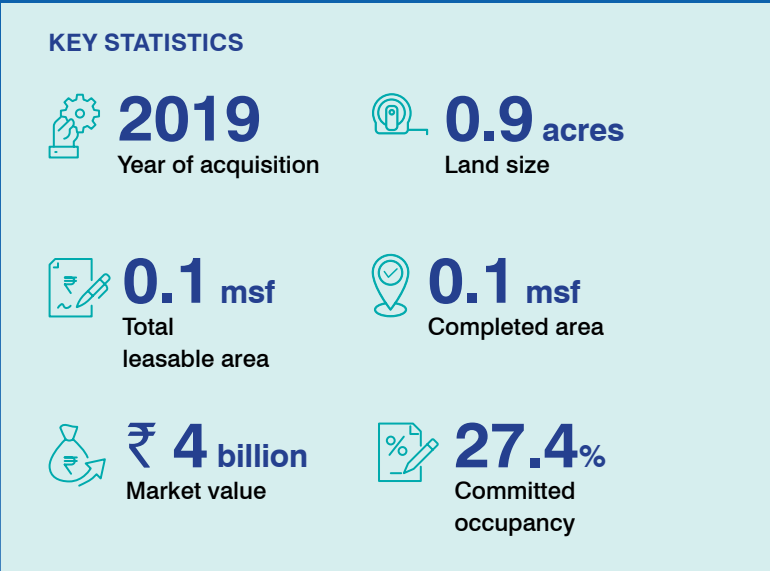 KEY STATISTICS
2019
Year of acquisition
0.9 acres
Land size
₹
0.1 msf
Total
leasable area
0.1 msf
Completed area
₹
₹ 4 billion
Market value
%
27.4%
Committed
occupancy